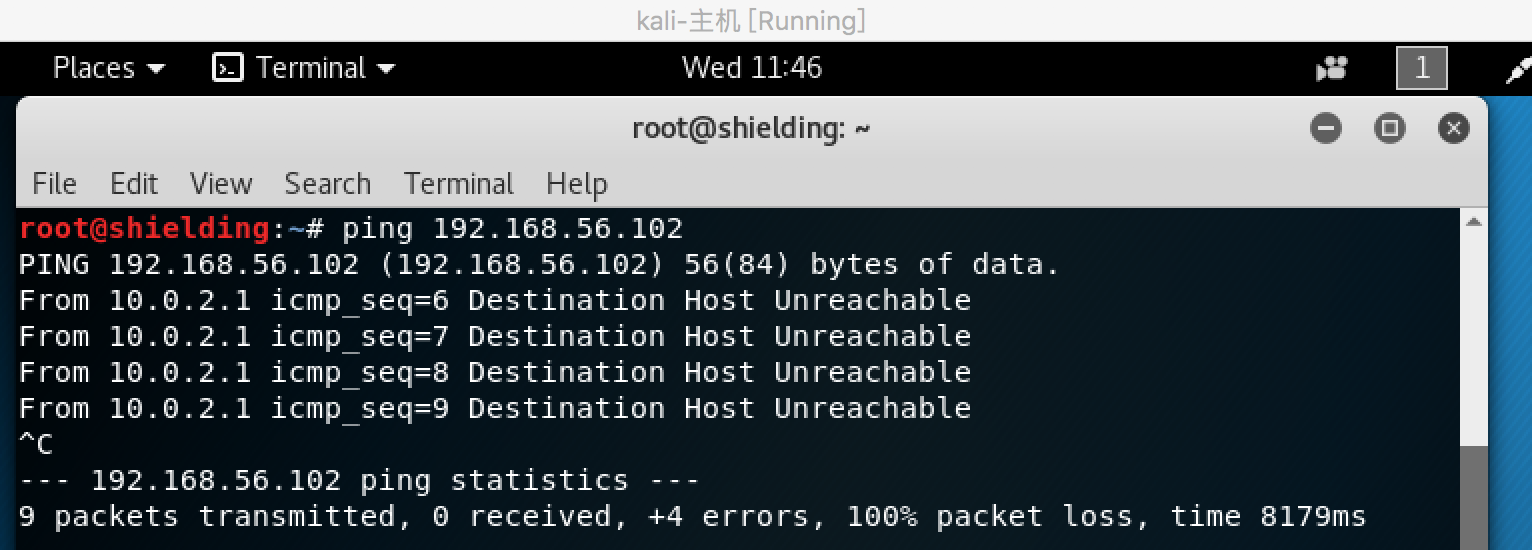 kali-主机 [Running]
Places Terminal Wed 11:46 1
root@shielding: ~
File Edit View Search Terminal Help
root@shielding:~# ping 192.168.56.102
PING 192.168.56.102 (192.168.56.102) 56(84) bytes of data.
From 10.0.2.1 icmp_seq=6 Destination Host Unreachable
From 10.0.2.1 icmp_seq=7 Destination Host Unreachable
From 10.0.2.1 icmp_seq=8 Destination Host Unreachable
From 10.0.2.1 icmp_seq=9 Destination Host Unreachable
^C
--- 192.168.56.102 ping statistics ---
9 packets transmitted, 0 received, +4 errors, 100% packet loss, time 8179ms